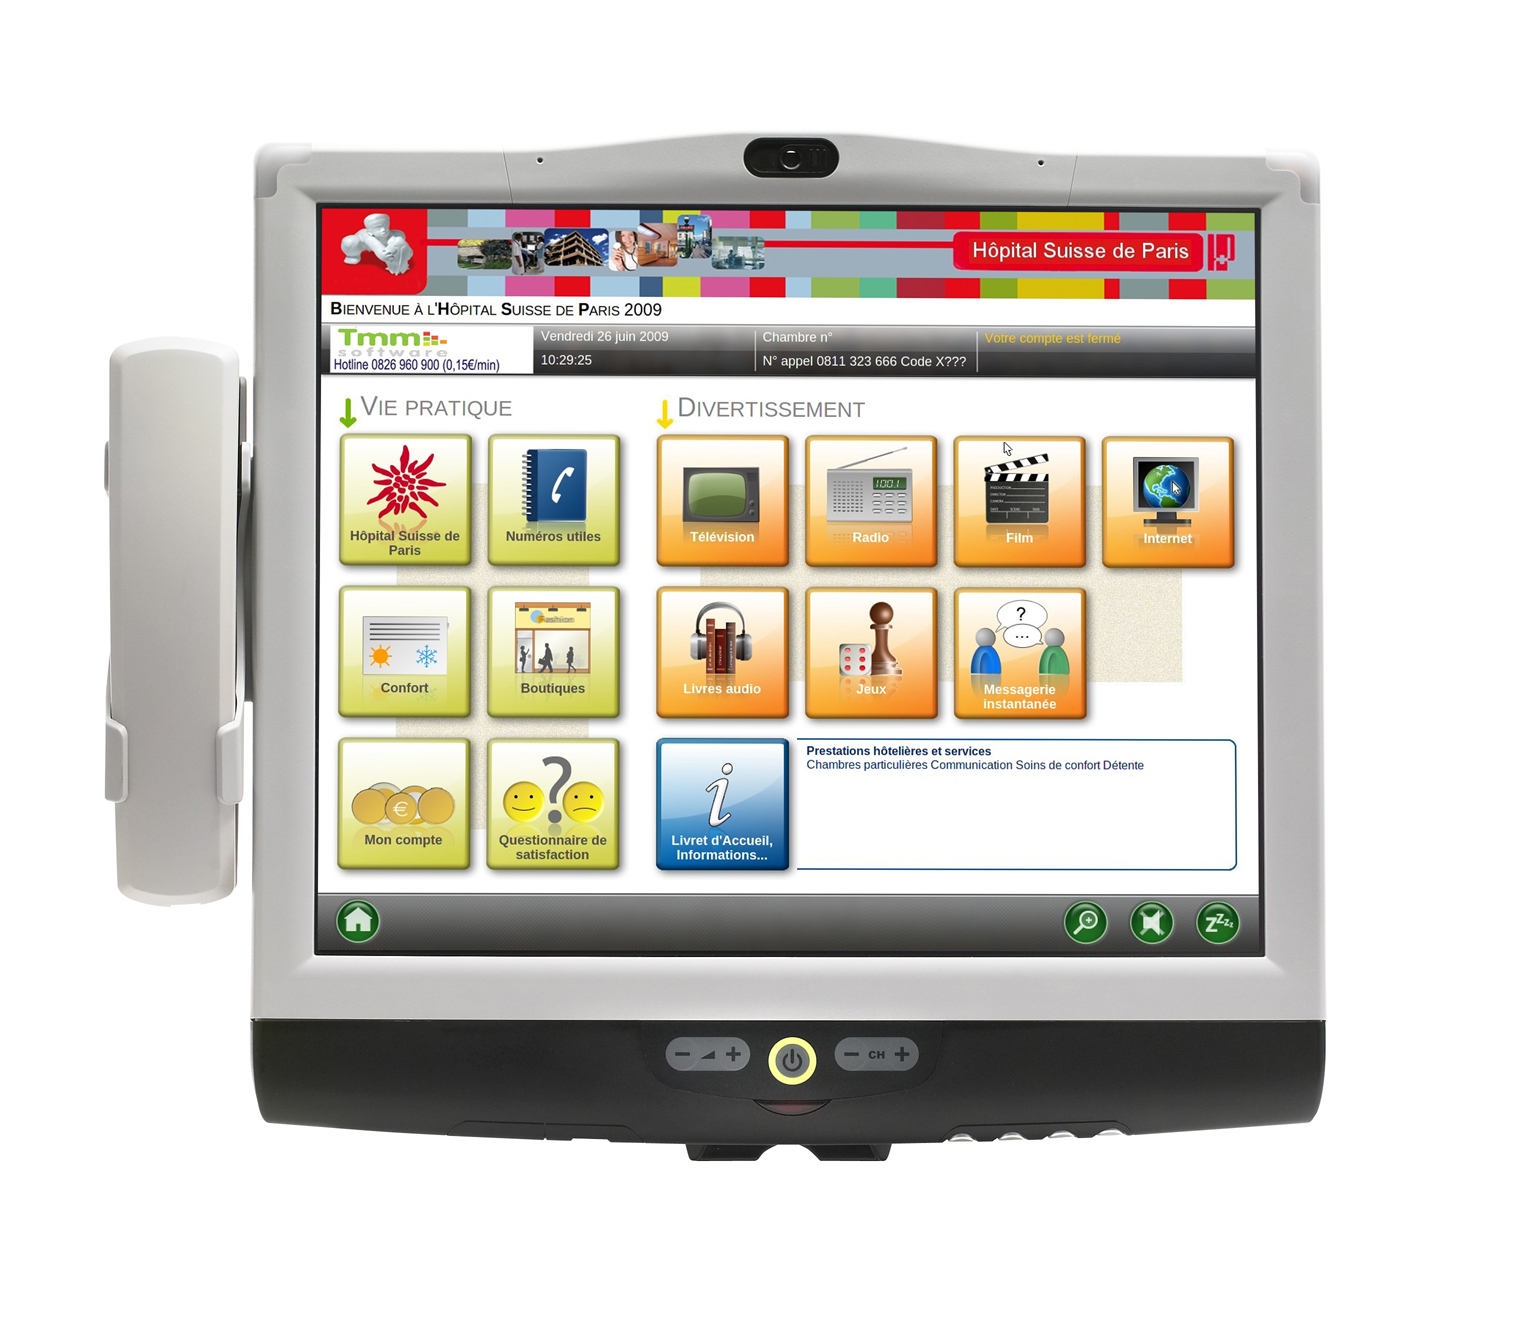 Hôpital Suisse de Paris
BIENVENUE À L'HÔPITAL SUISSE DE PARIS 2009
Tmm
software
Hotline 0826 960 900 (0,15€/min)
Vendredi 26 juin 2009
10:29:25
Chambre n°
N° appel 0811 323 666 Code X???
Votre compte est fermé
VIE PRATIQUE
DIVERTISSEMENT
Hôpital Suisse de
Paris
Numéros utiles
Télévision
100.1
Radio
Film
Internet
Confort
Fashion
Boutiques
Livres audio
Jeux
?
...
Messagerie
instantanée
€
Mon compte
?
Questionnaire de
satisfaction
i
Livret d'Accueil,
Informations...
Prestations hôtelières et services
Chambres particulières Communication Soins de confort Détente
zzzz
− +
− CH +